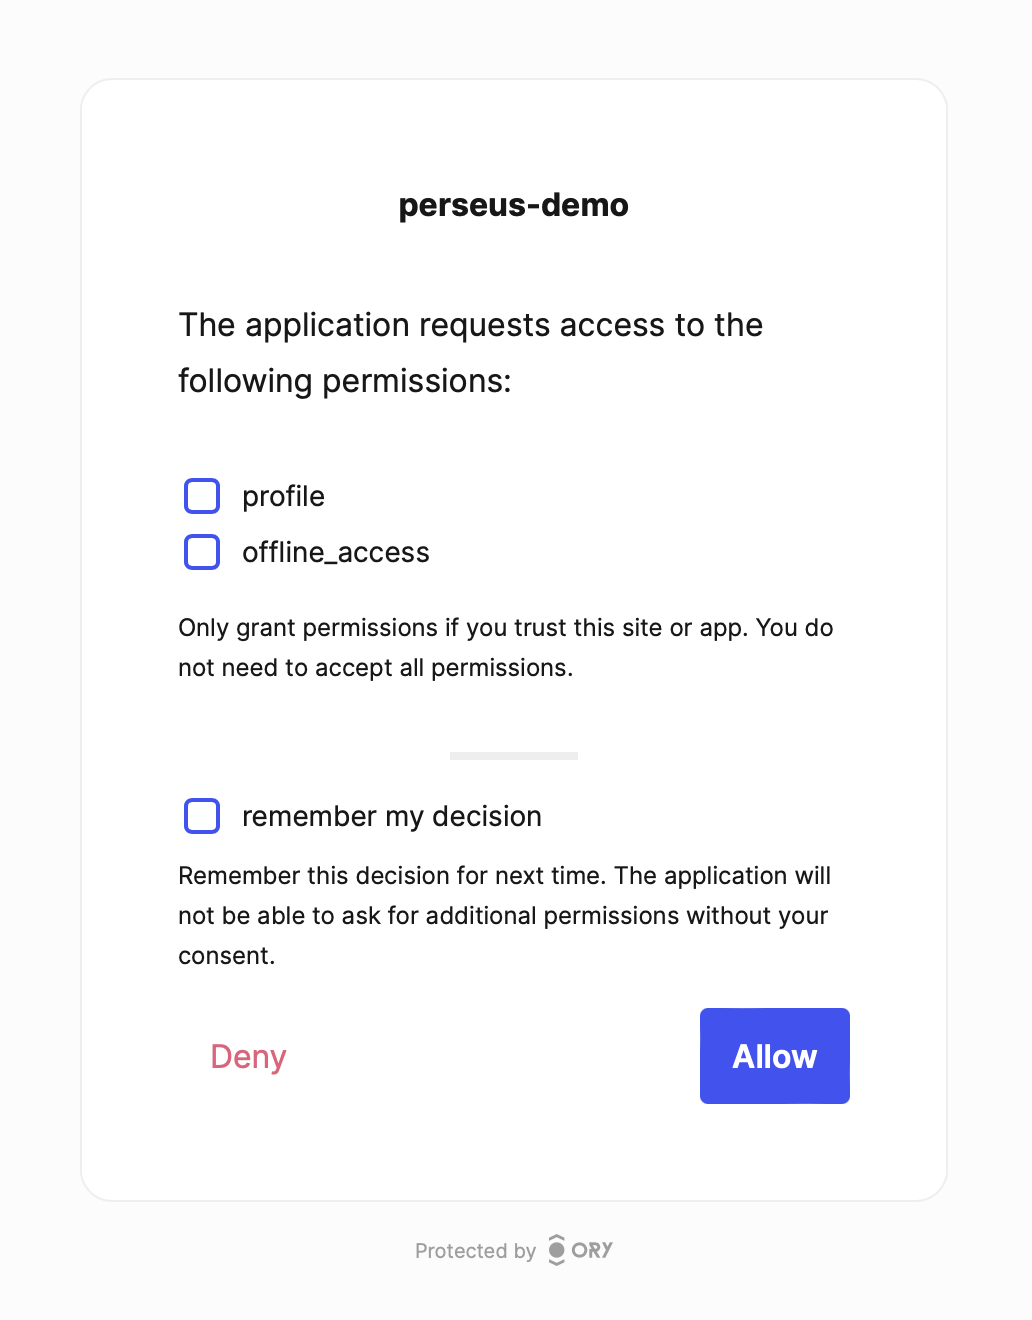 perseus-demo
The application requests access to the
following permissions:
profile
offline_access
Only grant permissions if you trust this site or app. You do
not need to accept all permissions.
remember my decision
Remember this decision for next time. The application will
not be able to ask for additional permissions without your
consent.
Deny
Allow
Protected by ORY